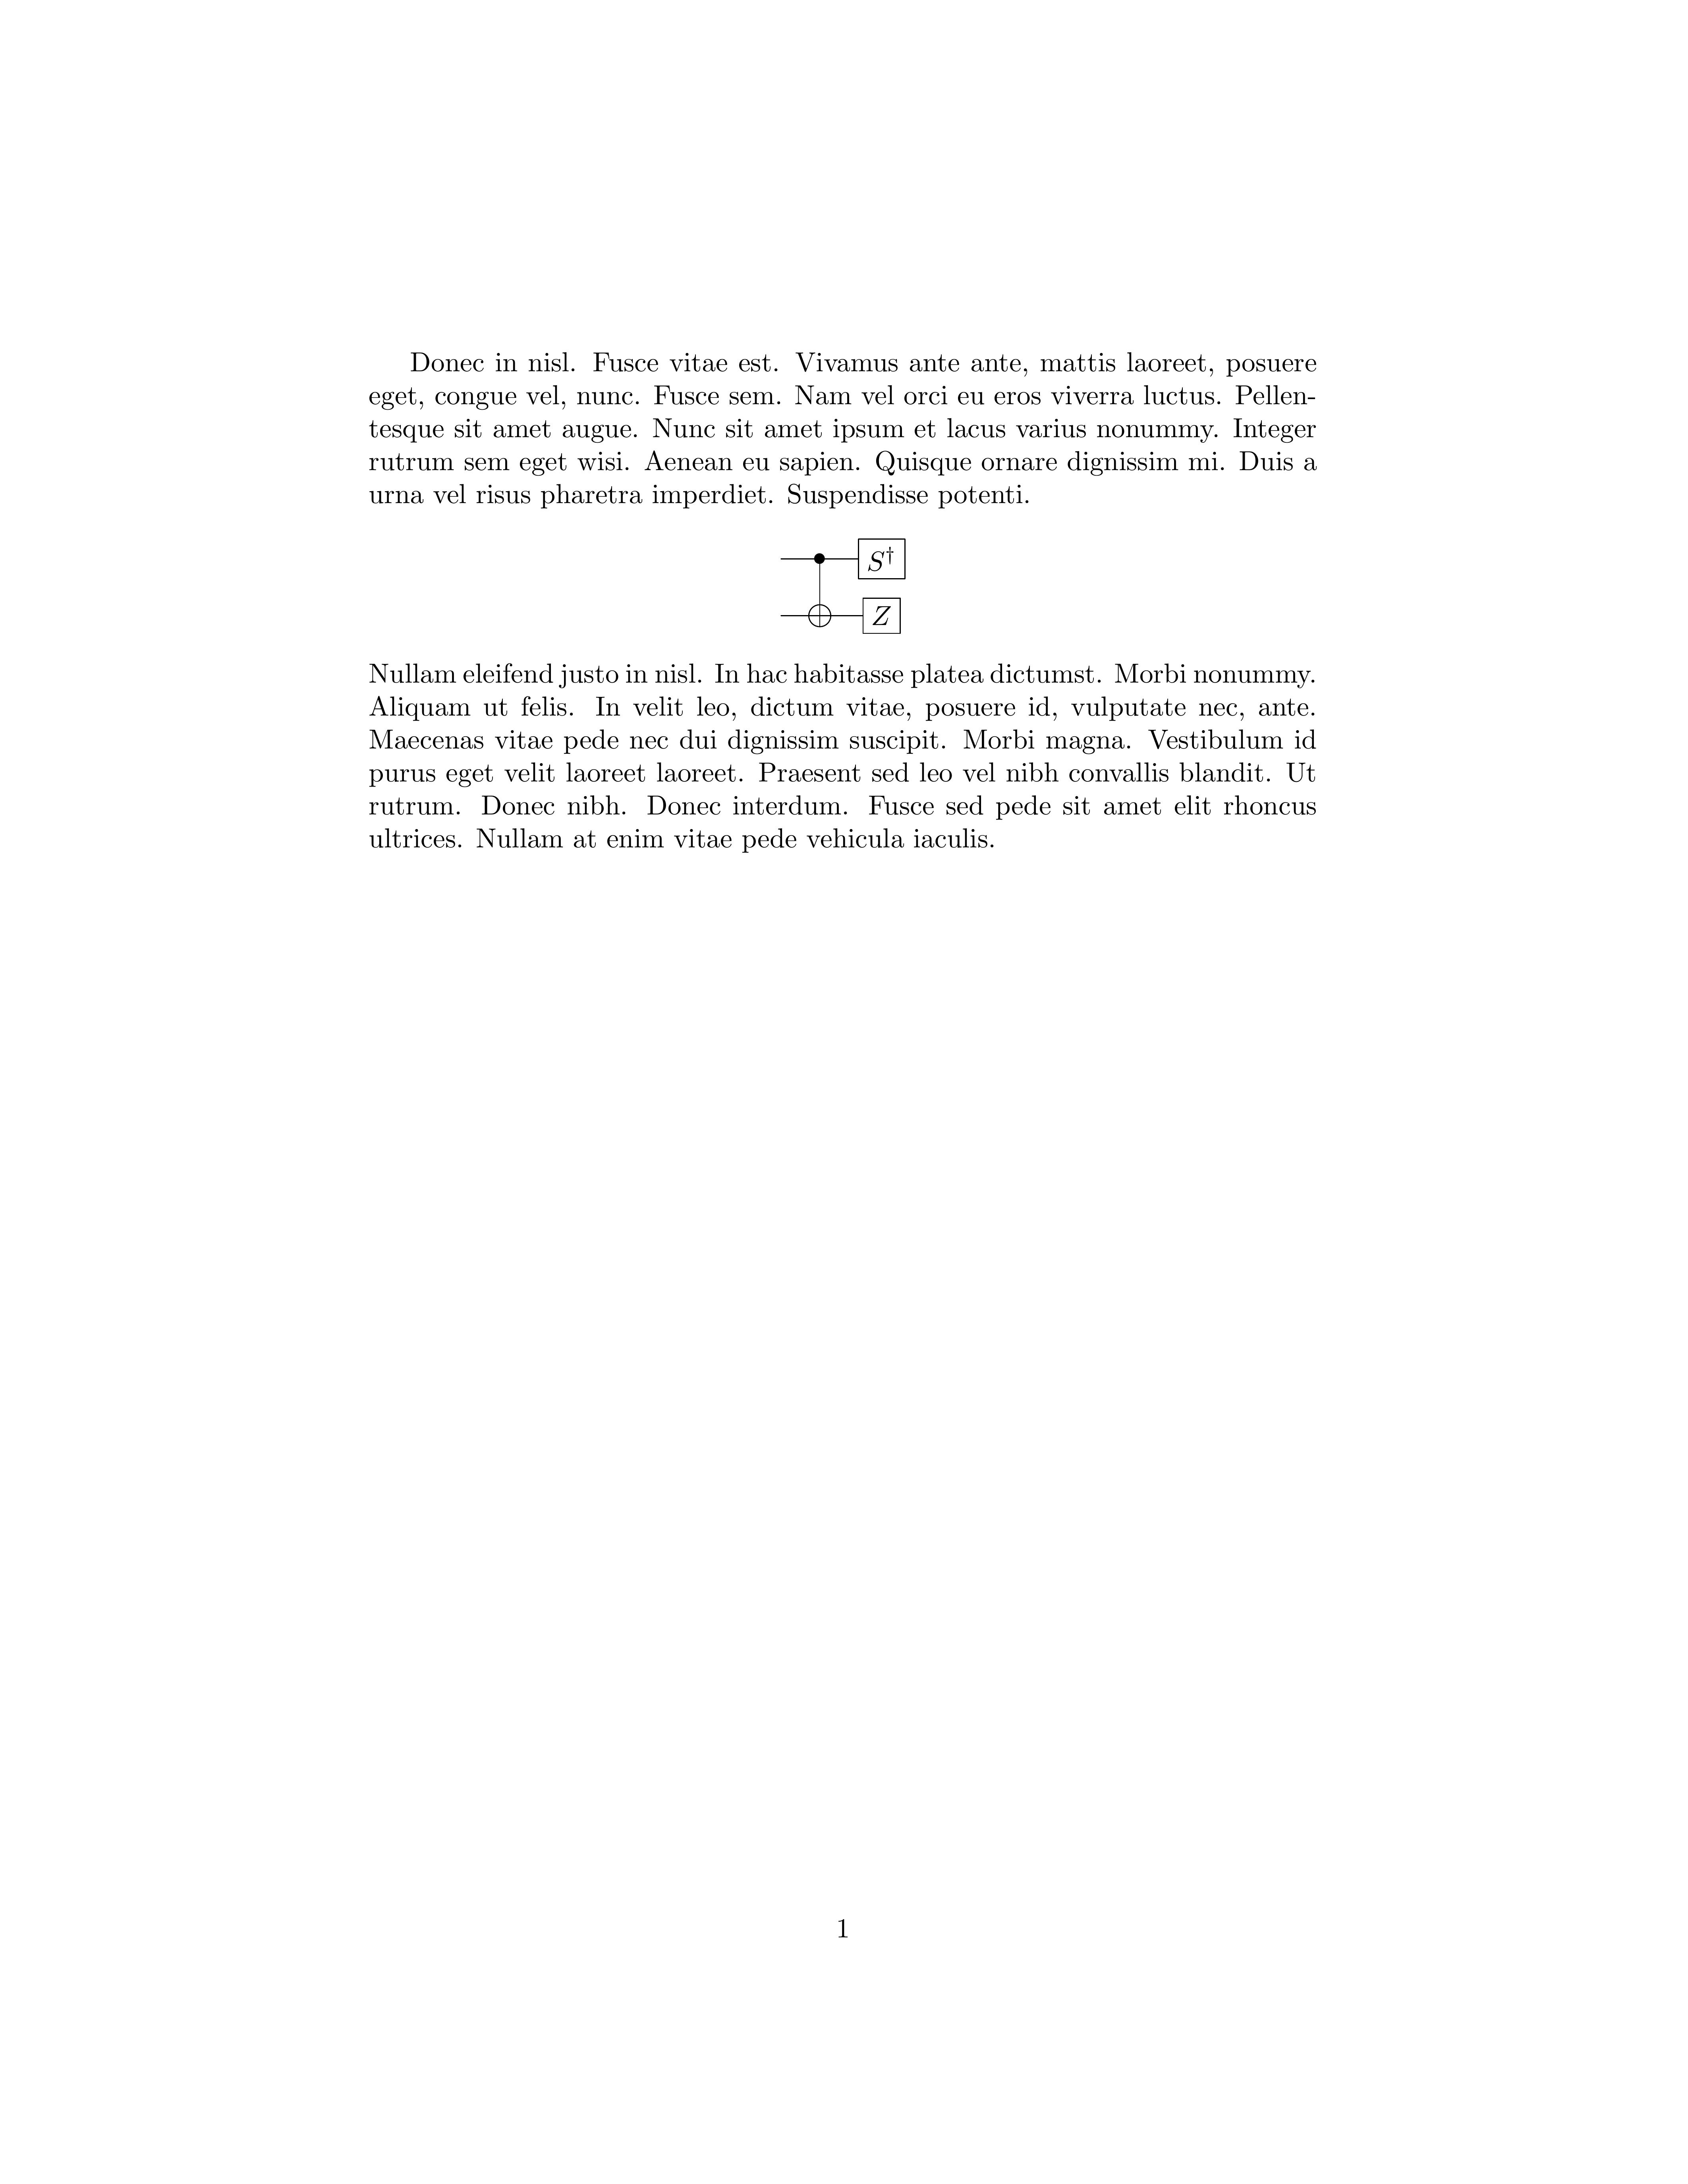 Donec in nisl. Fusce vitae est. Vivamus ante ante, mattis laoreet, posuere
eget, congue vel, nunc. Fusce sem. Nam vel orci eu eros viverra luctus. Pellen-
tesque sit amet augue. Nunc sit amet ipsum et lacus varius nonummy. Integer
rutrum sem eget wisi. Aenean eu sapien. Quisque ornare dignissim mi. Duis a
urna vel risus pharetra imperdiet. Suspendisse potenti.
S†
Z
Nullam eleifend justo in nisl. In hac habitasse platea dictumst. Morbi nonummy.
Aliquam ut felis. In velit leo, dictum vitae, posuere id, vulputate nec, ante.
Maecenas vitae pede nec dui dignissim suscipit. Morbi magna. Vestibulum id
purus eget velit laoreet laoreet. Praesent sed leo vel nibh convallis blandit. Ut
rutrum. Donec nibh. Donec interdum. Fusce sed pede sit amet elit rhoncus
ultrices. Nullam at enim vitae pede vehicula iaculis.
1